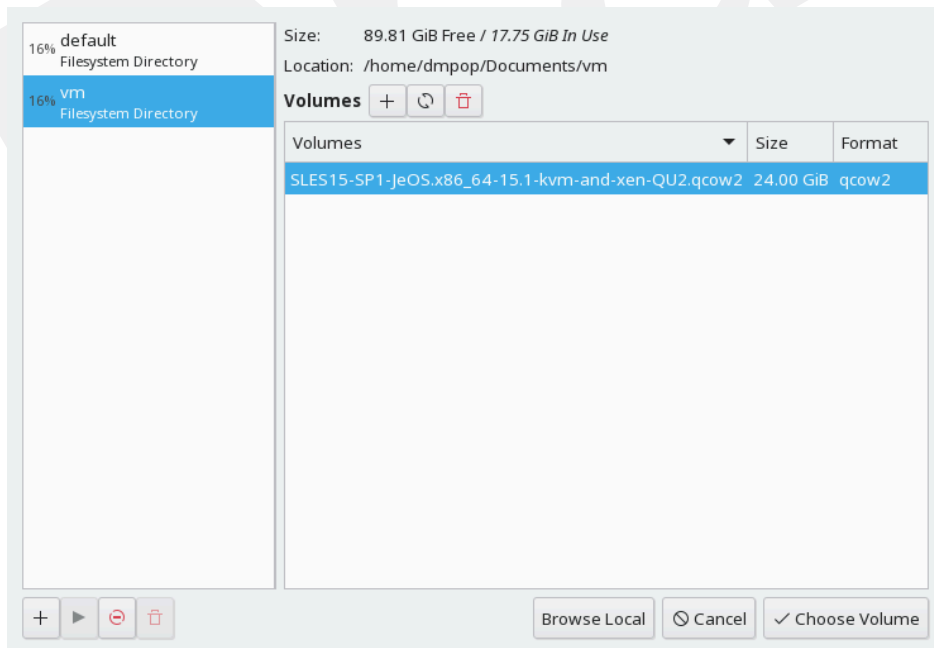 16% default
Filesystem Directory
16% vm
Filesystem Directory
Size: 89.81 GiB Free / 17.75 GiB In Use
Location: /home/dmpop/Documents/vm
Volumes
Volumes Size Format
SLES15-SP1-JeOS.x86_64-15.1-kvm-and-xen-QU2.qcow2 24.00 GiB qcow2
Browse Local Cancel Choose Volume